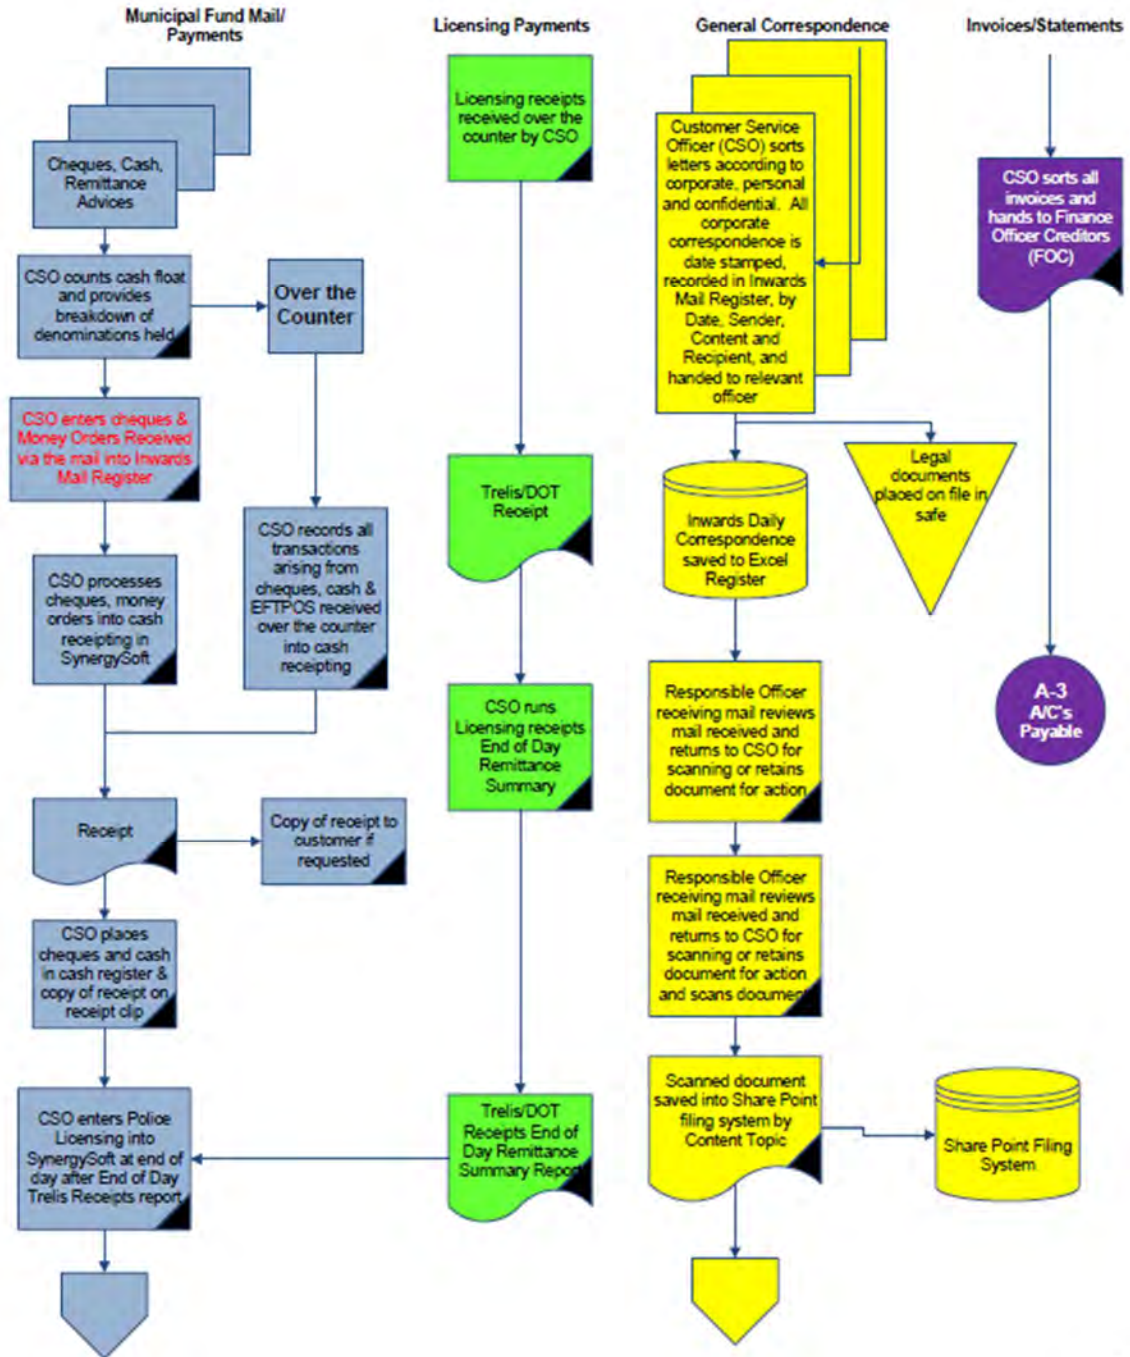 Municipal Fund Mail/
Payments
Cheques, Cash,
Remittance
Advices
CSO counts cash float
and provides
breakdown of
denominations held
Over the
Counter
CSO enters cheques &
Money Orders Received
via the mail into Inwards
Mail Register
CSO processes
cheques, money
orders into cash
receipting in
SynergySoft
CSO records all
transactions
arising from
cheques, cash &
EFTPOS received
over the counter
into cash
receipting
Receipt
Copy of receipt to
customer if
requested
CSO places
cheques and cash
in cash register &
copy of receipt on
receipt clip
CSO enters Police
Licensing into
SynergySoft at end of
day after End of Day
Trelis Receipts report
Licensing Payments
Licensing receipts
received over the
counter by CSO
Trelis/DOT
Receipt
CSO runs
Licensing receipts
End of Day
Remittance
Summary
Trelis/DOT
Receipts End of
Day Remittance
Summary Report
General Correspondence
Customer Service
Officer (CSO) sorts
letters according to
corporate, personal
and confidential. All
corporate
correspondence is
date stamped,
recorded in Inwards
Mail Register, by
Date, Sender,
Content and
Recipient, and
handed to relevant
officer
Legal
documents
placed on file in
safe
Inwards Daily
Correspondence
saved to Excel
Register
Responsible Officer
receiving mail reviews
mail received and
returns to CSO for
scanning or retains
document for action
Responsible Officer
receiving mail reviews
mail received and
returns to CSO for
scanning or retains
document for action
and scans document
Scanned document
saved into Share Point
filing system by
Content Topic
Share Point Filing
System
Invoices/Statements
CSO sorts all
invoices and
hands to Finance
Officer Creditors
(FOC)
A-3
A/C's
Payable